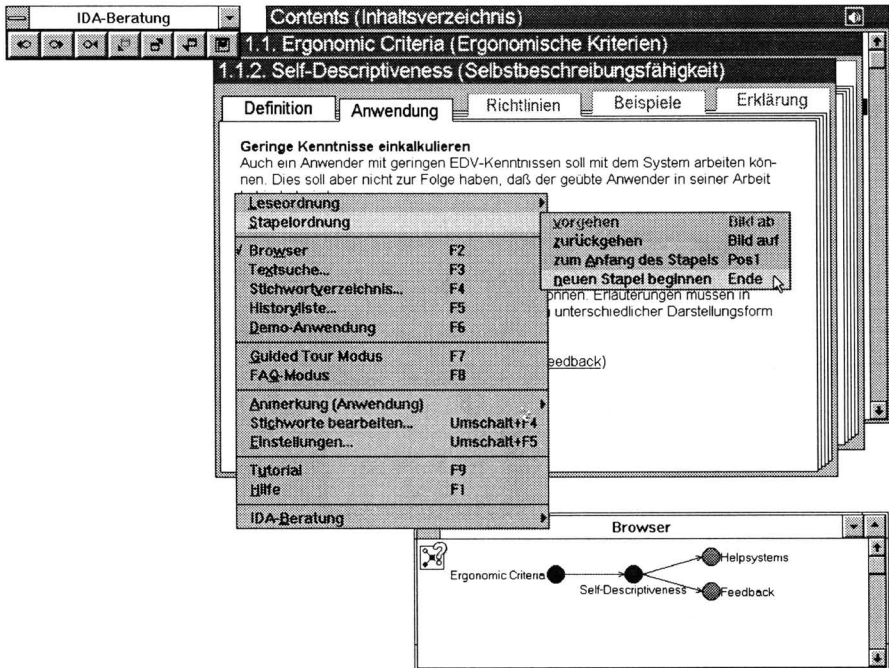 IDA-Beratung
Contents (Inhaltsverzeichnis)
1.1. Ergonomic Criteria (Ergonomische Kriterien)
1.1.2. Self-Descriptiveness (Selbstbeschreibungsfähigkeit)
Definition Anwendung Richtlinien Beispiele Erklärung
Geringe Kenntnisse einkalkulieren
Auch ein Anwender mit geringen EDV-Kenntnissen soll mit dem System arbeiten kön-
nen. Dies soll aber nicht zur Folge haben, daß der geübte Anwender in seiner Arbeit
Leseordnung
Stapelordnung
vorgehen Bild ab
zurückgehen Bild auf
zum Anfang des Stapels Pos1
neuen Stapel beginnen Ende
√ Browser F2
Textsuche... F3
Stichwortverzeichnis... F4
önnen. Erläuterungen müssen in
Historyliste... F5
unterschiedlicher Darstellungsform
Demo-Anwendung F6
Guided Tour Modus F7
eedback)
FAQ-Modus F8
Anmerkung (Anwendung)
Stichworte bearbeiten... Umschalt+F4
Einstellungen... Umschalt+F5
Tutorial F9
Hilfe F1
IDA-Beratung
Browser
Ergonomic Criteria
Self-Descriptiveness
Helpsystems
Feedback